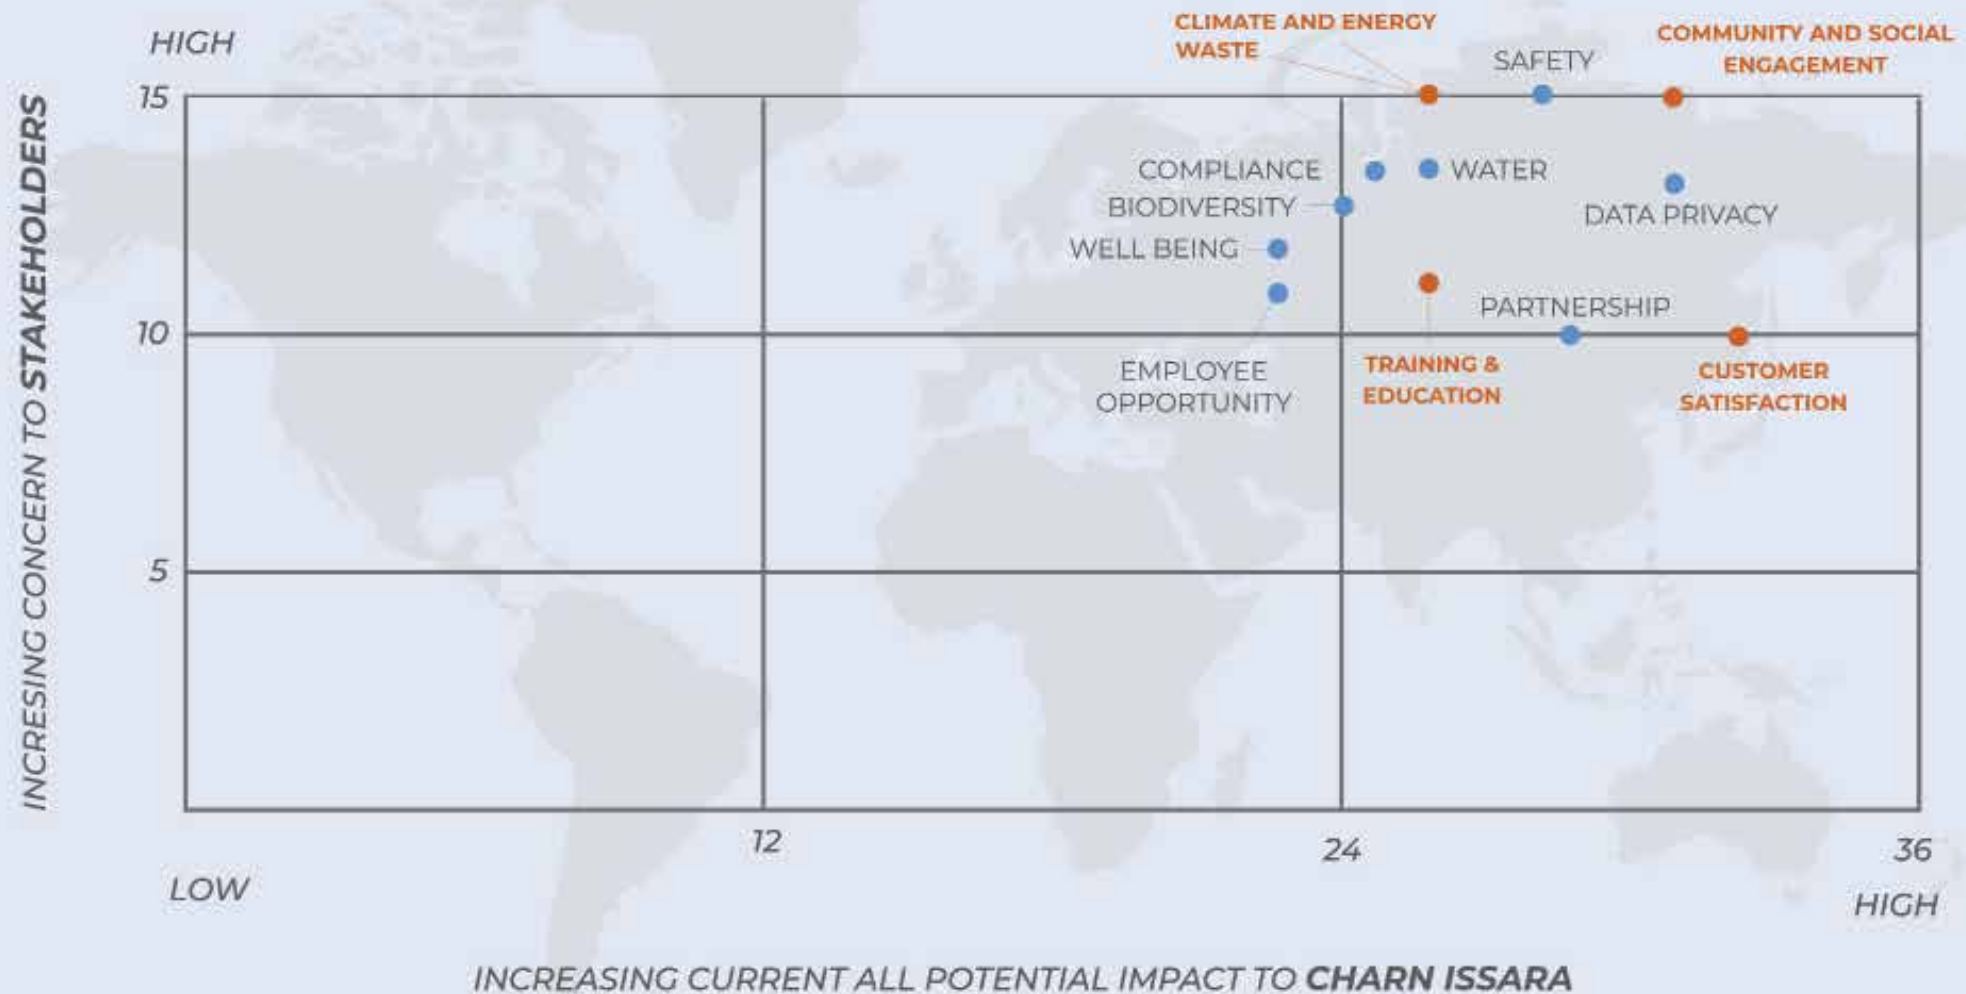 CLIMATE AND ENERGY
WASTE
COMMUNITY AND SOCIAL
ENGAGEMENT
HIGH
SAFETY
15
COMPLIANCE
WATER
BIODIVERSITY
DATA PRIVACY
WELL BEING
PARTNERSHIP
10
EMPLOYEE
OPPORTUNITY
TRAINING &
EDUCATION
CUSTOMER
SATISFACTION
5
INCRESING CONCERN TO STAKEHOLDERS
12
24
36
LOW
HIGH
INCREASING CURRENT ALL POTENTIAL IMPACT TO CHARN ISSARA